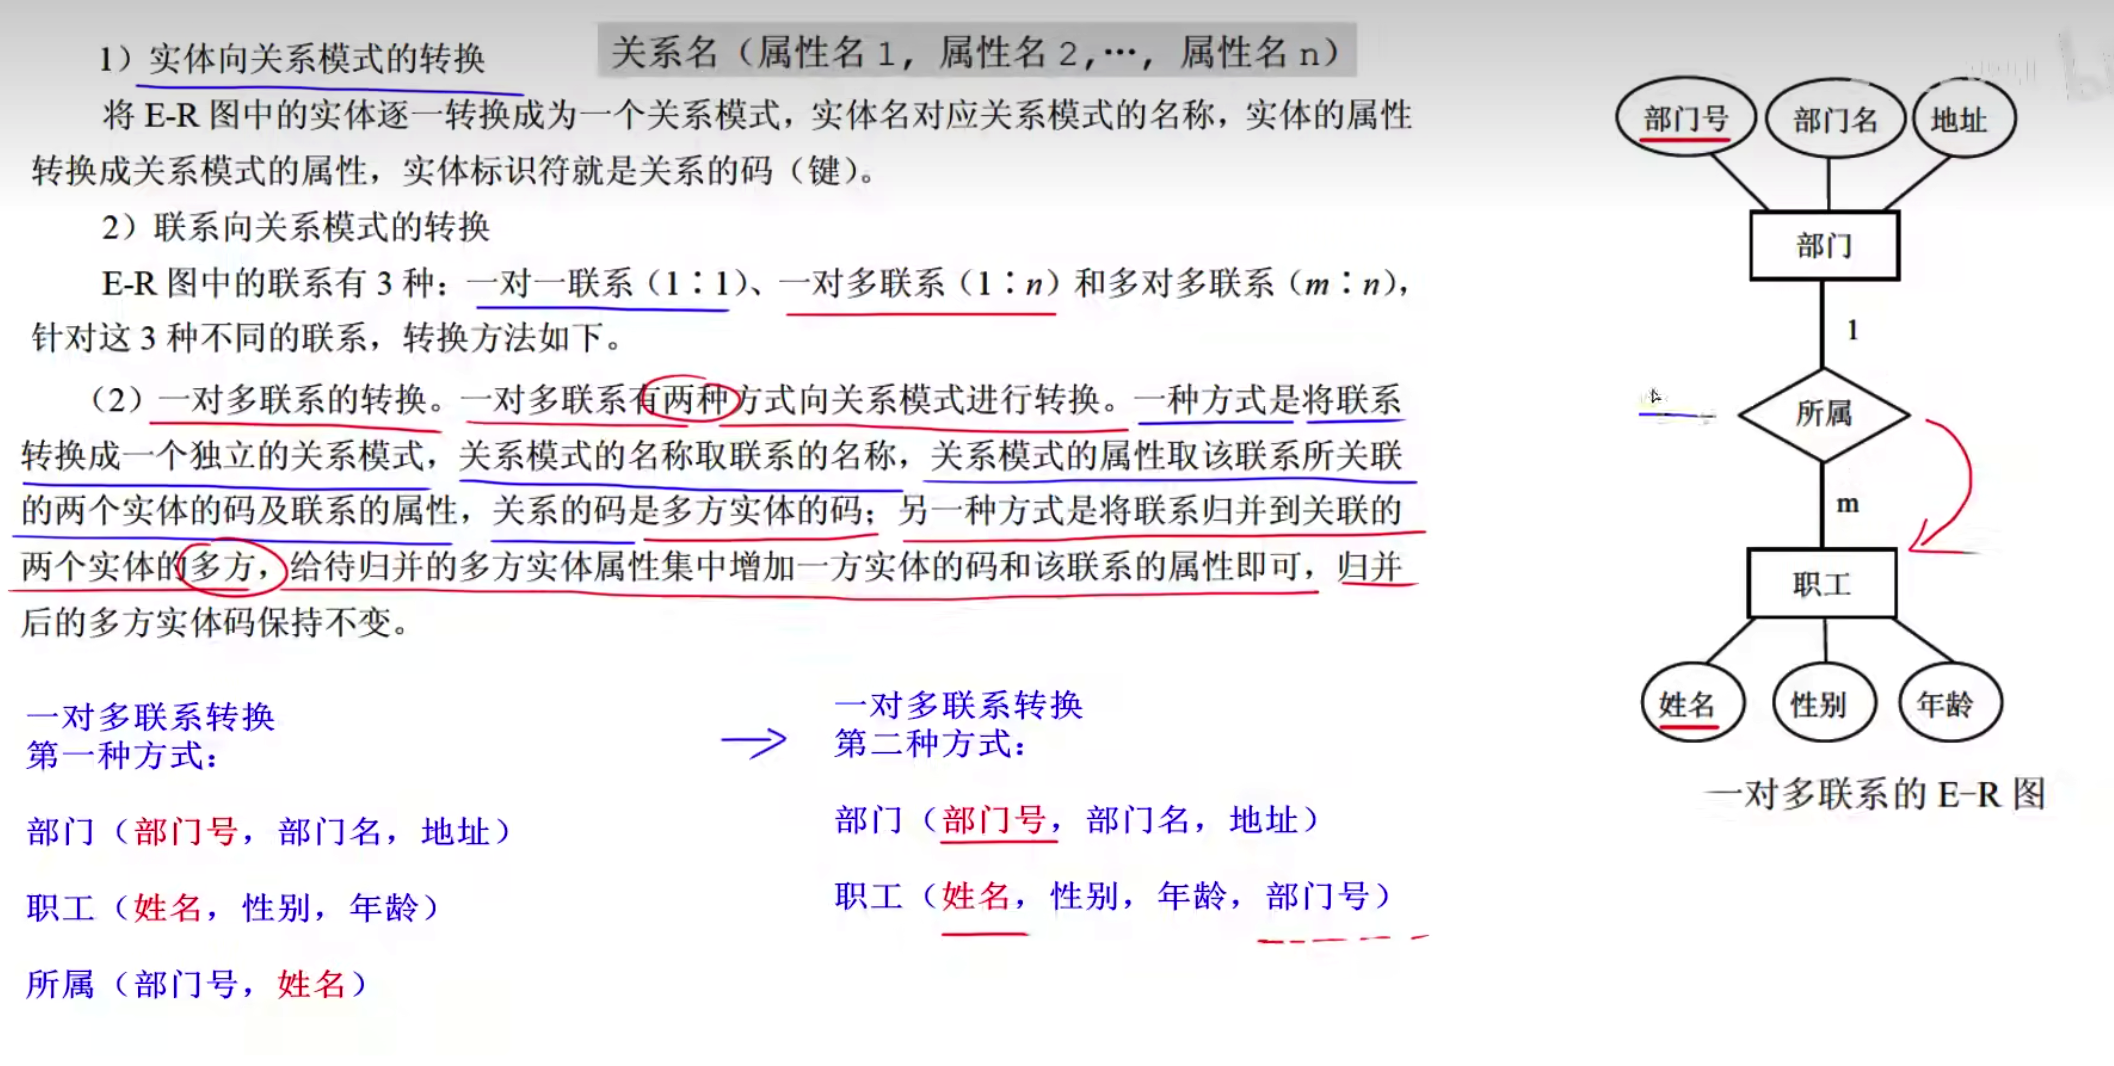 1）实体向关系模式的转换
关系名（属性名1，属性名2,…，属性名n）
将 E-R 图中的实体逐一转换成为一个关系模式，实体名对应关系模式的名称，实体的属性
转换成关系模式的属性，实体标识符就是关系的码（键）。
2）联系向关系模式的转换
E-R 图中的联系有 3 种：一对一联系（1∶1）、一对多联系（1∶n）和多对多联系（m∶n），
针对这 3 种不同的联系，转换方法如下。
（2）一对多联系的转换。一对多联系有两种方式向关系模式进行转换。一种方式是将联系
转换成一个独立的关系模式，关系模式的名称取联系的名称，关系模式的属性取该联系所关联
的两个实体的码及联系的属性，关系的码是多方实体的码；另一种方式是将联系归并到关联的
两个实体的多方，给待归并的多方实体属性集中增加一方实体的码和该联系的属性即可，归并
后的多方实体码保持不变。
一对多联系转换
第一种方式：
部门（部门号，部门名，地址）
职工（姓名，性别，年龄）
所属（部门号，姓名）
一对多联系转换
第二种方式：
部门（部门号，部门名，地址）
职工（姓名，性别，年龄，部门号）
部门号 部门名 地址
部门
1
所属
m
职工
姓名 性别 年龄
一对多联系的 E-R 图